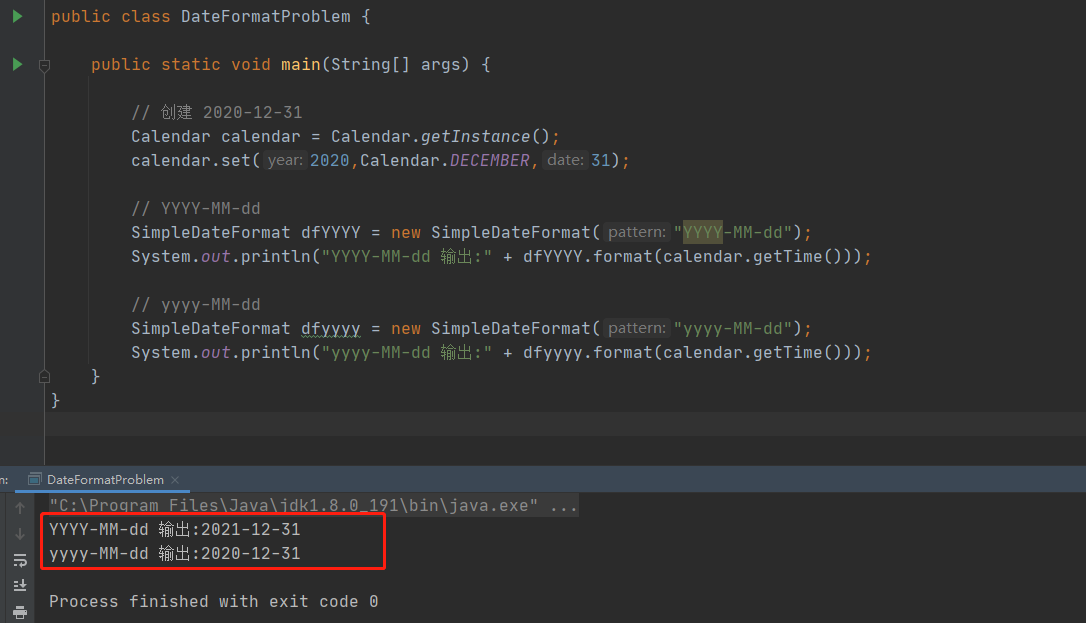 public class DateFormatProblem {
public static void main(String[] args) {
// 创建 2020-12-31
Calendar calendar = Calendar.getInstance();
calendar.set( year: 2020,Calendar.DECEMBER, date: 31);
// YYYY-MM-dd
SimpleDateFormat dfYYYY = new SimpleDateFormat( pattern: "YYYY-MM-dd");
System.out.println("YYYY-MM-dd 输出:" + dfYYYY.format(calendar.getTime()));
// yyyy-MM-dd
SimpleDateFormat dfyyyy = new SimpleDateFormat( pattern: "yyyy-MM-dd");
System.out.println("yyyy-MM-dd 输出:" + dfyyyy.format(calendar.getTime()));
}
}
n: DateFormatProblem ×
"C:\Program Files\Java\jdk1.8.0_191\bin\java.exe" ...
YYYY-MM-dd 输出:2021-12-31
yyyy-MM-dd 输出:2020-12-31
Process finished with exit code 0